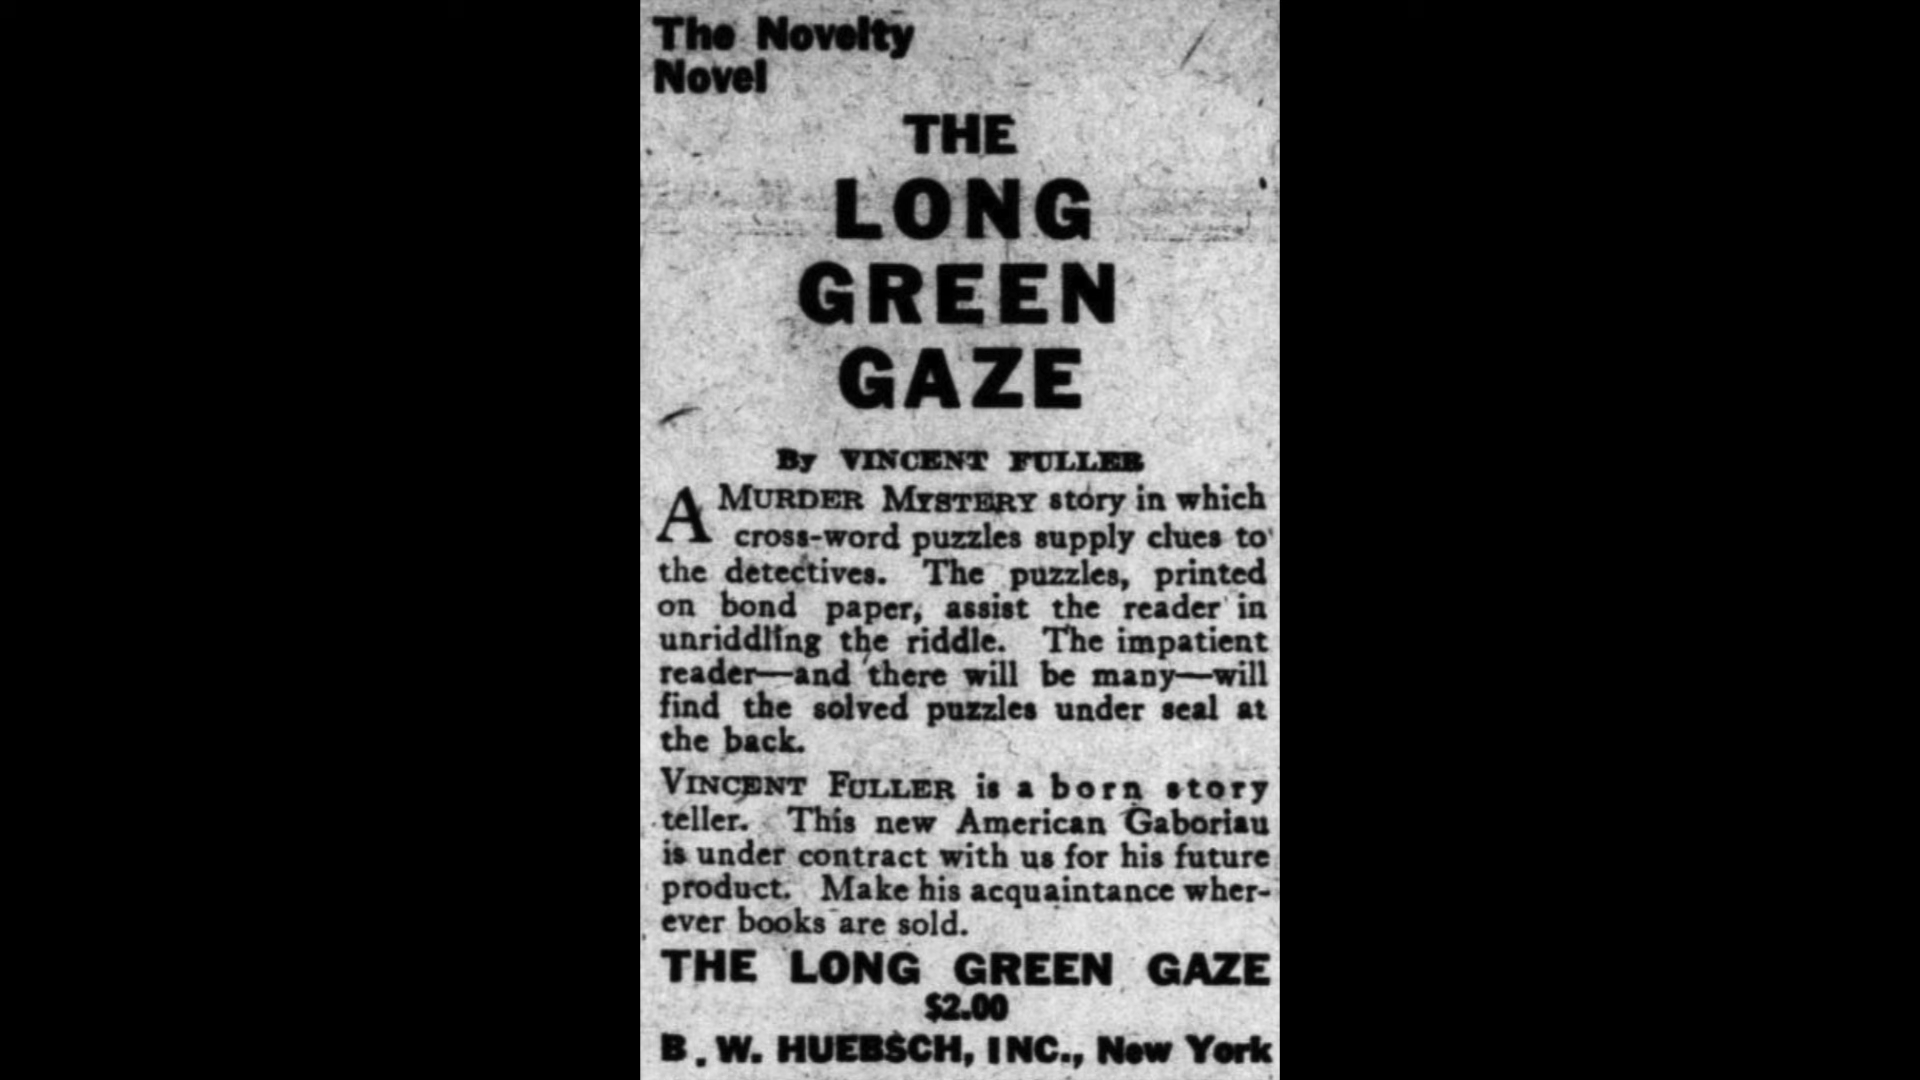 The Novelty
Novel
THE
LONG
GREEN
GAZE
By VINCENT FULLER
A MURDER MYSTERY story in which
cross-word puzzles supply clues to
the detectives. The puzzles, printed
on bond paper, assist the reader in
unriddling the riddle. The impatient
reader—and there will be many—will
find the solved puzzles under seal at
the back.
VINCENT FULLER is a born story
teller. This new American Gaboriau
is under contract with us for his future
product. Make his acquaintance wher-
ever books are sold.
THE LONG GREEN GAZE
$2.00
B. W. HUEBSCH, INC., New York